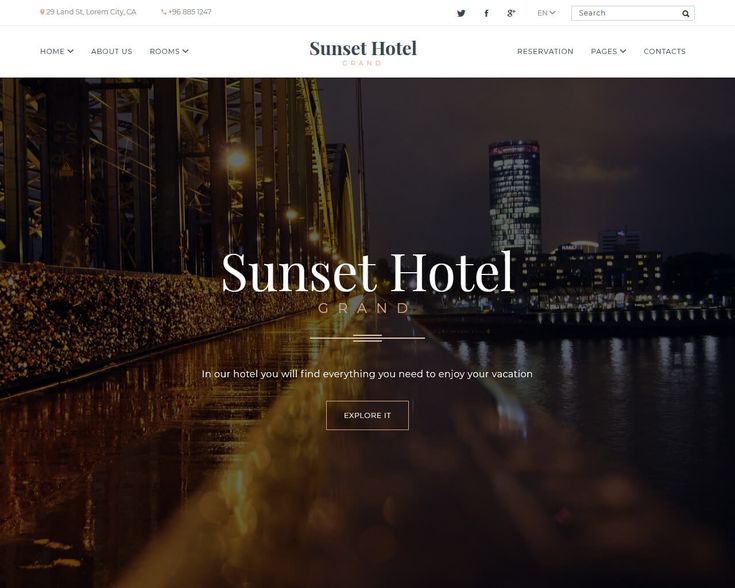 29 Land St, Lorem City, CA
+96 885 1247
EN
Search
HOME
ABOUT US
ROOMS
Sunset Hotel
GRAND
RESERVATION
PAGES
CONTACTS
Sunset Hotel
GRAND
In our hotel you will find everything you need to enjoy your vacation
EXPLORE IT